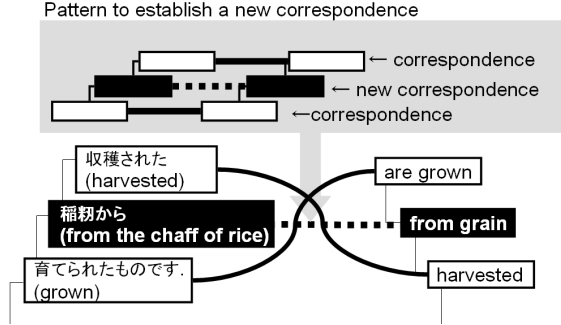 Pattern to establish a new correspondence
← correspondence
← new correspondence
←correspondence
収穫された
(harvested)
are grown
稲籾から
(from the chaff of rice)
from grain
育てられたものです.
(grown)
harvested